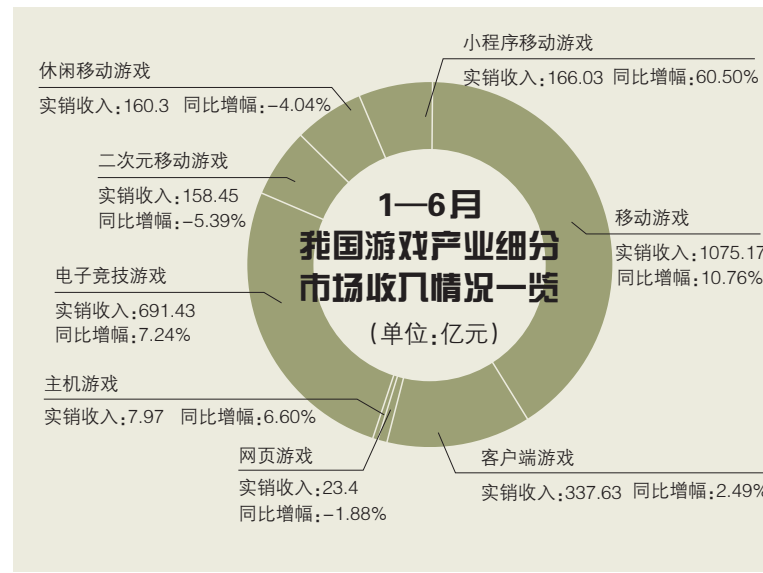 小程序移动游戏
实销收入:166.03 同比增幅:60.50%
休闲移动游戏
实销收入:160.3 同比增幅:-4.04%
二次元移动游戏
实销收入:158.45
同比增幅:-5.39%
1—6月
我国游戏产业细分
市场收入情况一览
(单位:亿元)
移动游戏
实销收入:1075.17
同比增幅:10.76%
电子竞技游戏
实销收入:691.43
同比增幅:7.24%
主机游戏
实销收入:7.97 同比增幅:6.60%
网页游戏
实销收入:23.4
同比增幅:-1.88%
客户端游戏
实销收入:337.63 同比增幅:2.49%